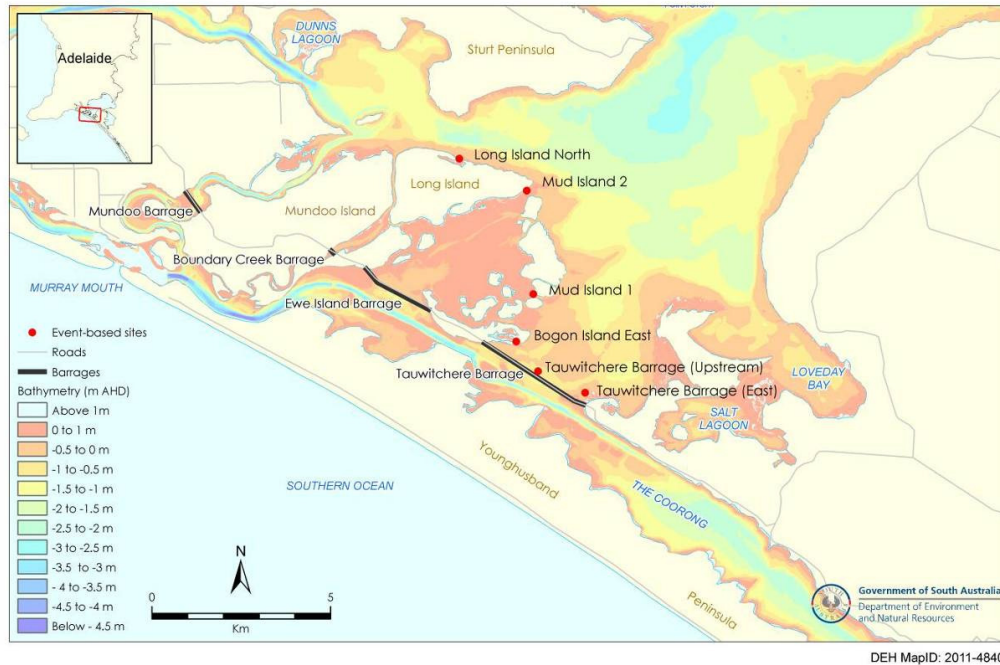 Adelaide
DUNNS
LAGOON
Sturt Peninsula
Long Island North
Long Island
Mud Island 2
Mundoo Island
Mundoo Barrage
Boundary Creek Barrage
MURRAY MOUTH
Ewe Island Barrage
Mud Island 1
Bogon Island East
Tauwitchere Barrage
Tauwitchere Barrage (Upstream)
Tauwitchere Barrage (East)
LOVEDAY
BAY
SALT
LAGOON
Younghusband
SOUTHERN OCEAN
THE COORONG
Peninsula
Event-based sites
Roads
Barrages
Bathymetry (m AHD)
Above 1m
0 to 1 m
-0.5 to 0 m
-1 to -0.5 m
-1.5 to -1 m
-2 to -1.5 m
-2.5 to -2 m
-3 to -2.5 m
-3.5 to -3 m
- 4 to -3.5 m
-4.5 to -4 m
Below - 4.5 m
N
0 5
Km
Government of South Australia
Department of Environment
and Natural Resources
DEH MapID: 2011-4840